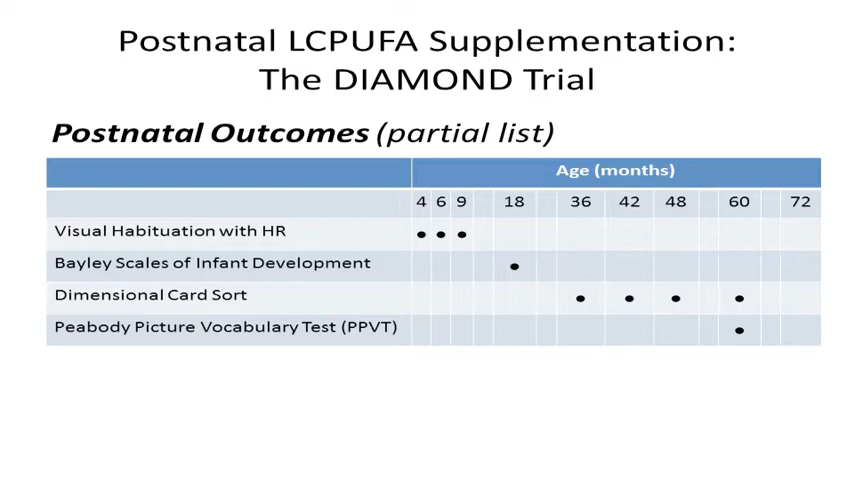 Postnatal LCPUFA Supplementation:
The DIAMOND Trial
Postnatal Outcomes (partial list)
Age (months)
4 6 9 18 36 42 48 60 72
Visual Habituation with HR • • •
Bayley Scales of Infant Development •
Dimensional Card Sort • • • •
Peabody Picture Vocabulary Test (PPVT) •